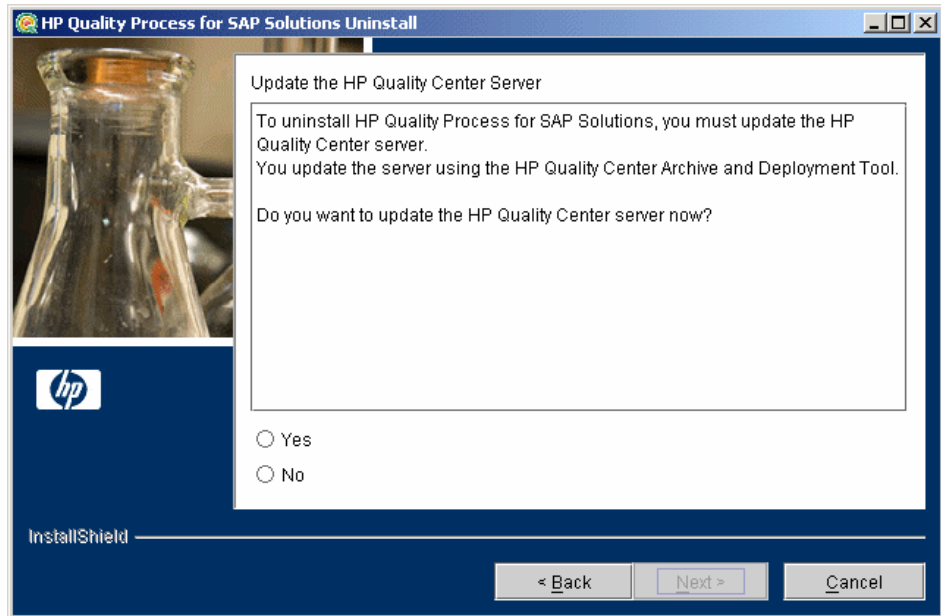 HP Quality Process for SAP Solutions Uninstall
Update the HP Quality Center Server
To uninstall HP Quality Process for SAP Solutions, you must update the HP
Quality Center server.
You update the server using the HP Quality Center Archive and Deployment Tool.
Do you want to update the HP Quality Center server now?
hp
Yes
No
InstallShield
< Back
Next >
Cancel